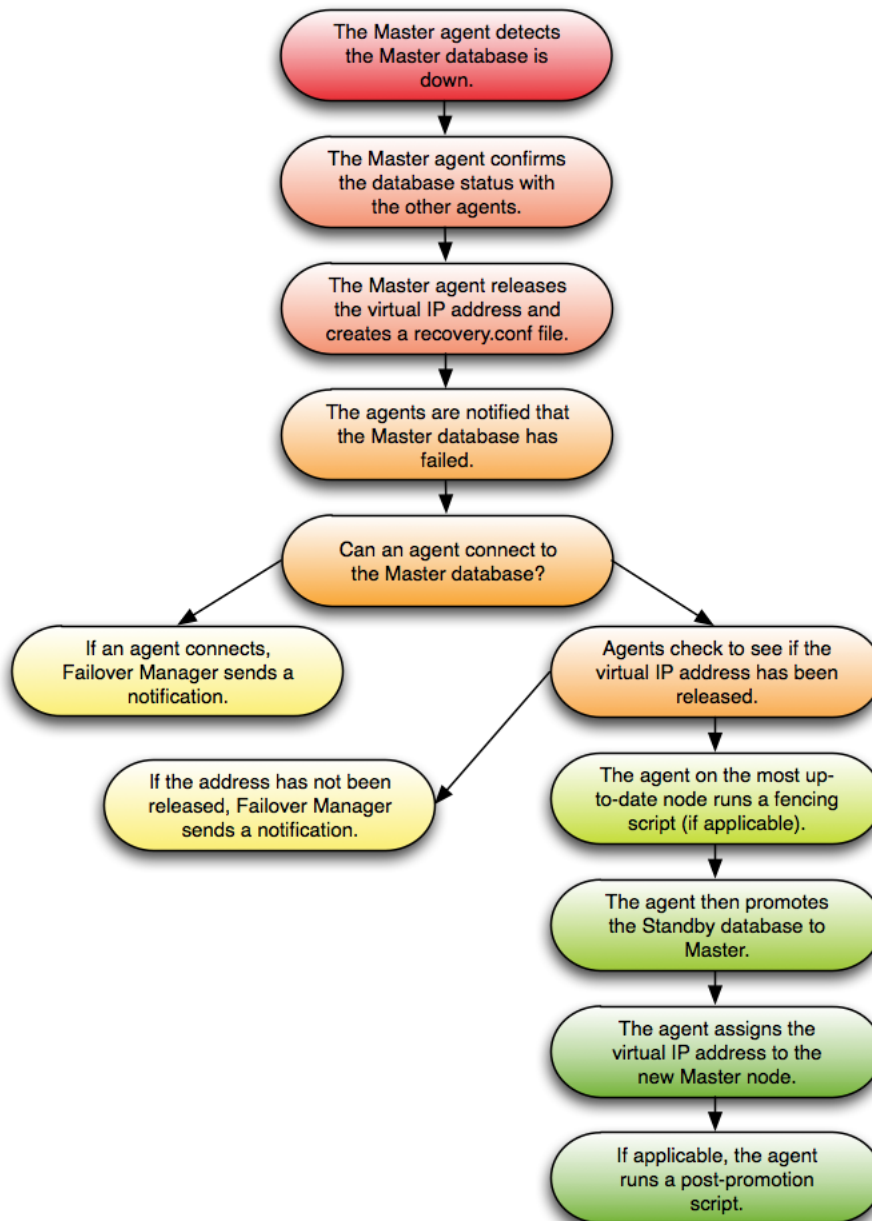 The Master agent detects
the Master database is
down.
The Master agent confirms
the database status with
the other agents.
The Master agent releases
the virtual IP address and
creates a recovery.conf file.
The agents are notified that
the Master database has
failed.
Can an agent connect to
the Master database?
If an agent connects,
Failover Manager sends a
notification.
Agents check to see if the
virtual IP address has been
released.
If the address has not been
released, Failover Manager
sends a notification.
The agent on the most up-
to-date node runs a fencing
script (if applicable).
The agent then promotes
the Standby database to
Master.
The agent assigns the
virtual IP address to the
new Master node.
If applicable, the agent
runs a post-promotion
script.